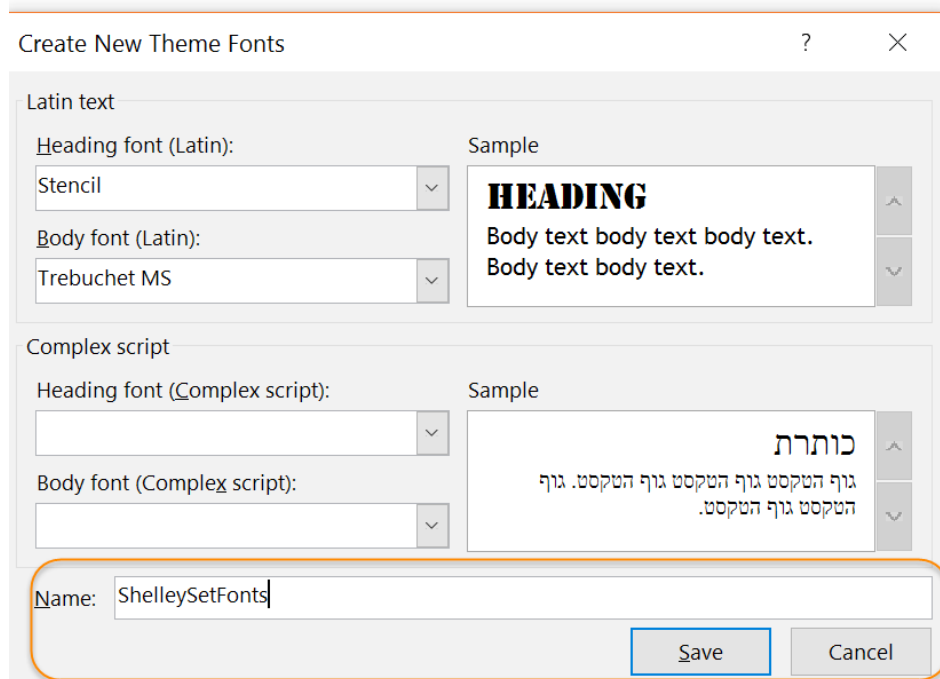 Create New Theme Fonts
?
Latin text
Heading font (Latin):
Sample
Stencil
HEADING
Body text body text body text.
Body text body text.
Body font (Latin):
Trebuchet MS
Complex script
Heading font (Complex script):
Sample
כותרת
גוף הטקסט גוף הטקסט גוף הטקסט. גוף
הטקסט גוף הטקסט.
Body font (Complex script):
Name:
ShelleySetFonts
Save
Cancel